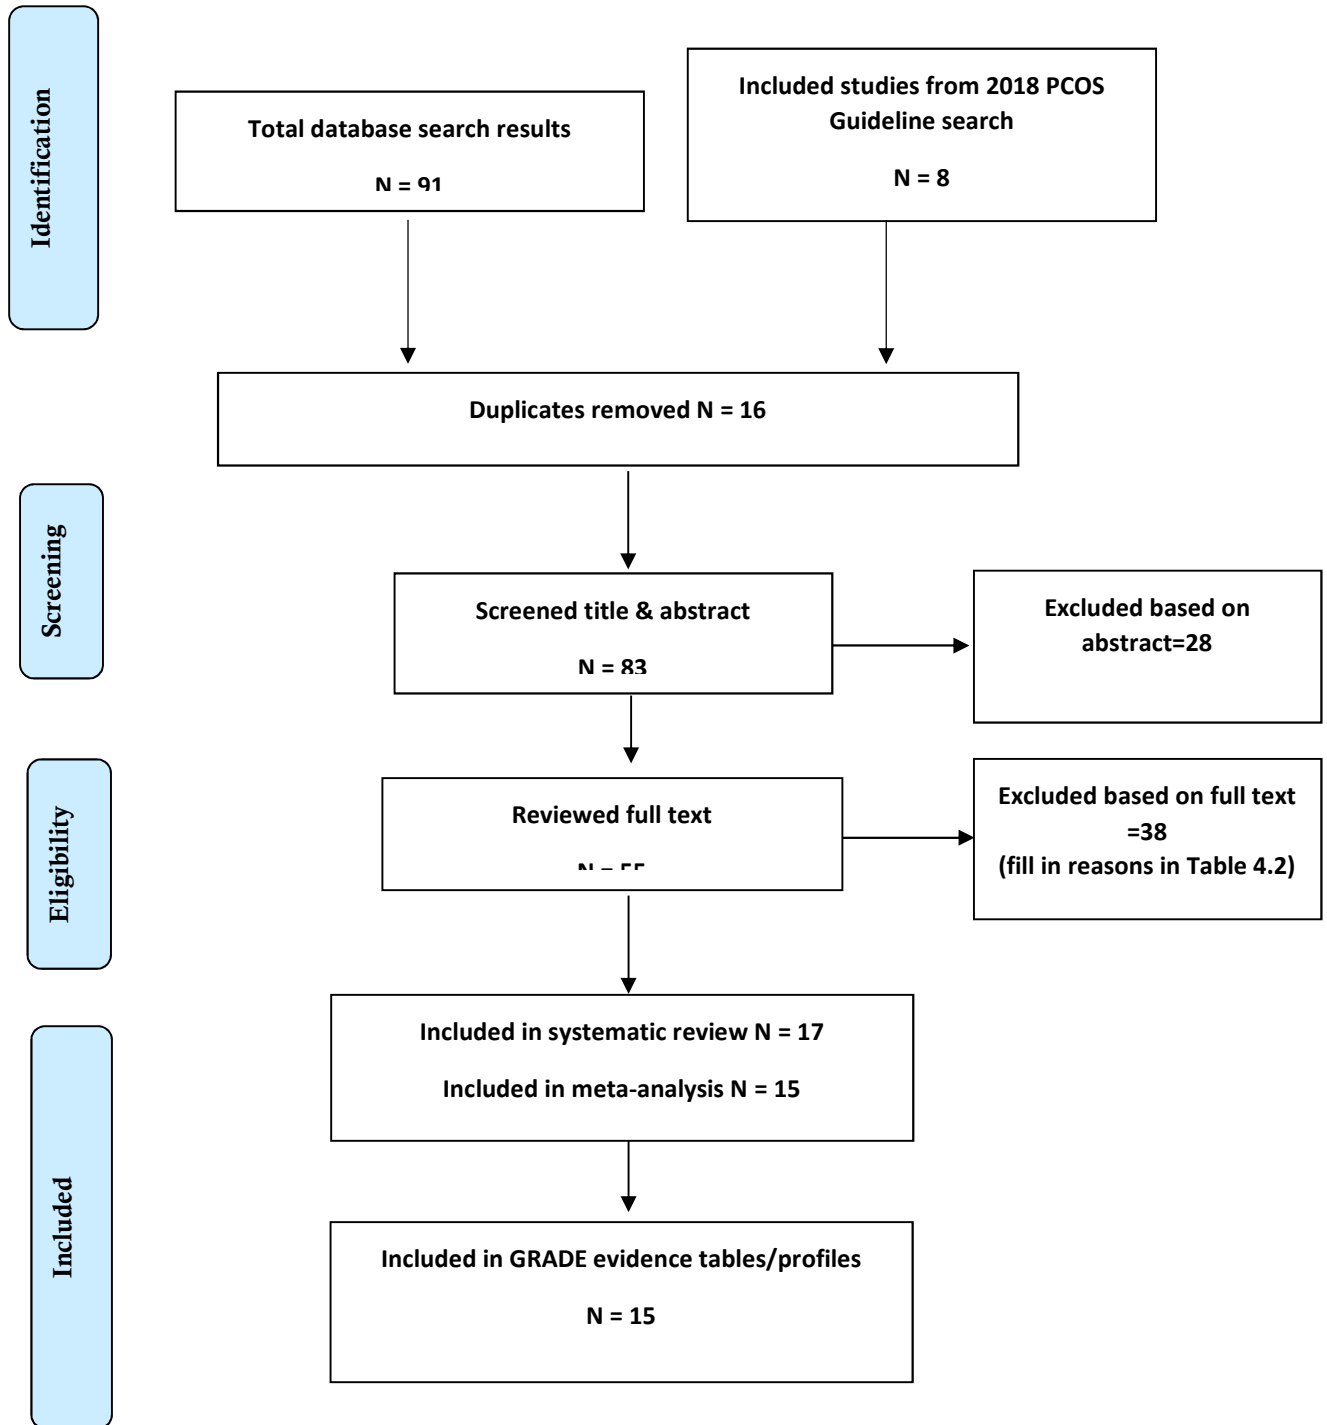 Identification
Total database search results
N = 91
Included studies from 2018 PCOS
Guideline search
N = 8
Duplicates removed N = 16
Screening
Screened title & abstract
N = 83
Excluded based on
abstract=28
Eligibility
Reviewed full text
N = 55
Excluded based on full text
=38
(fill in reasons in Table 4.2)
Included
Included in systematic review N = 17
Included in meta-analysis N = 15
Included in GRADE evidence tables/profiles
N = 15